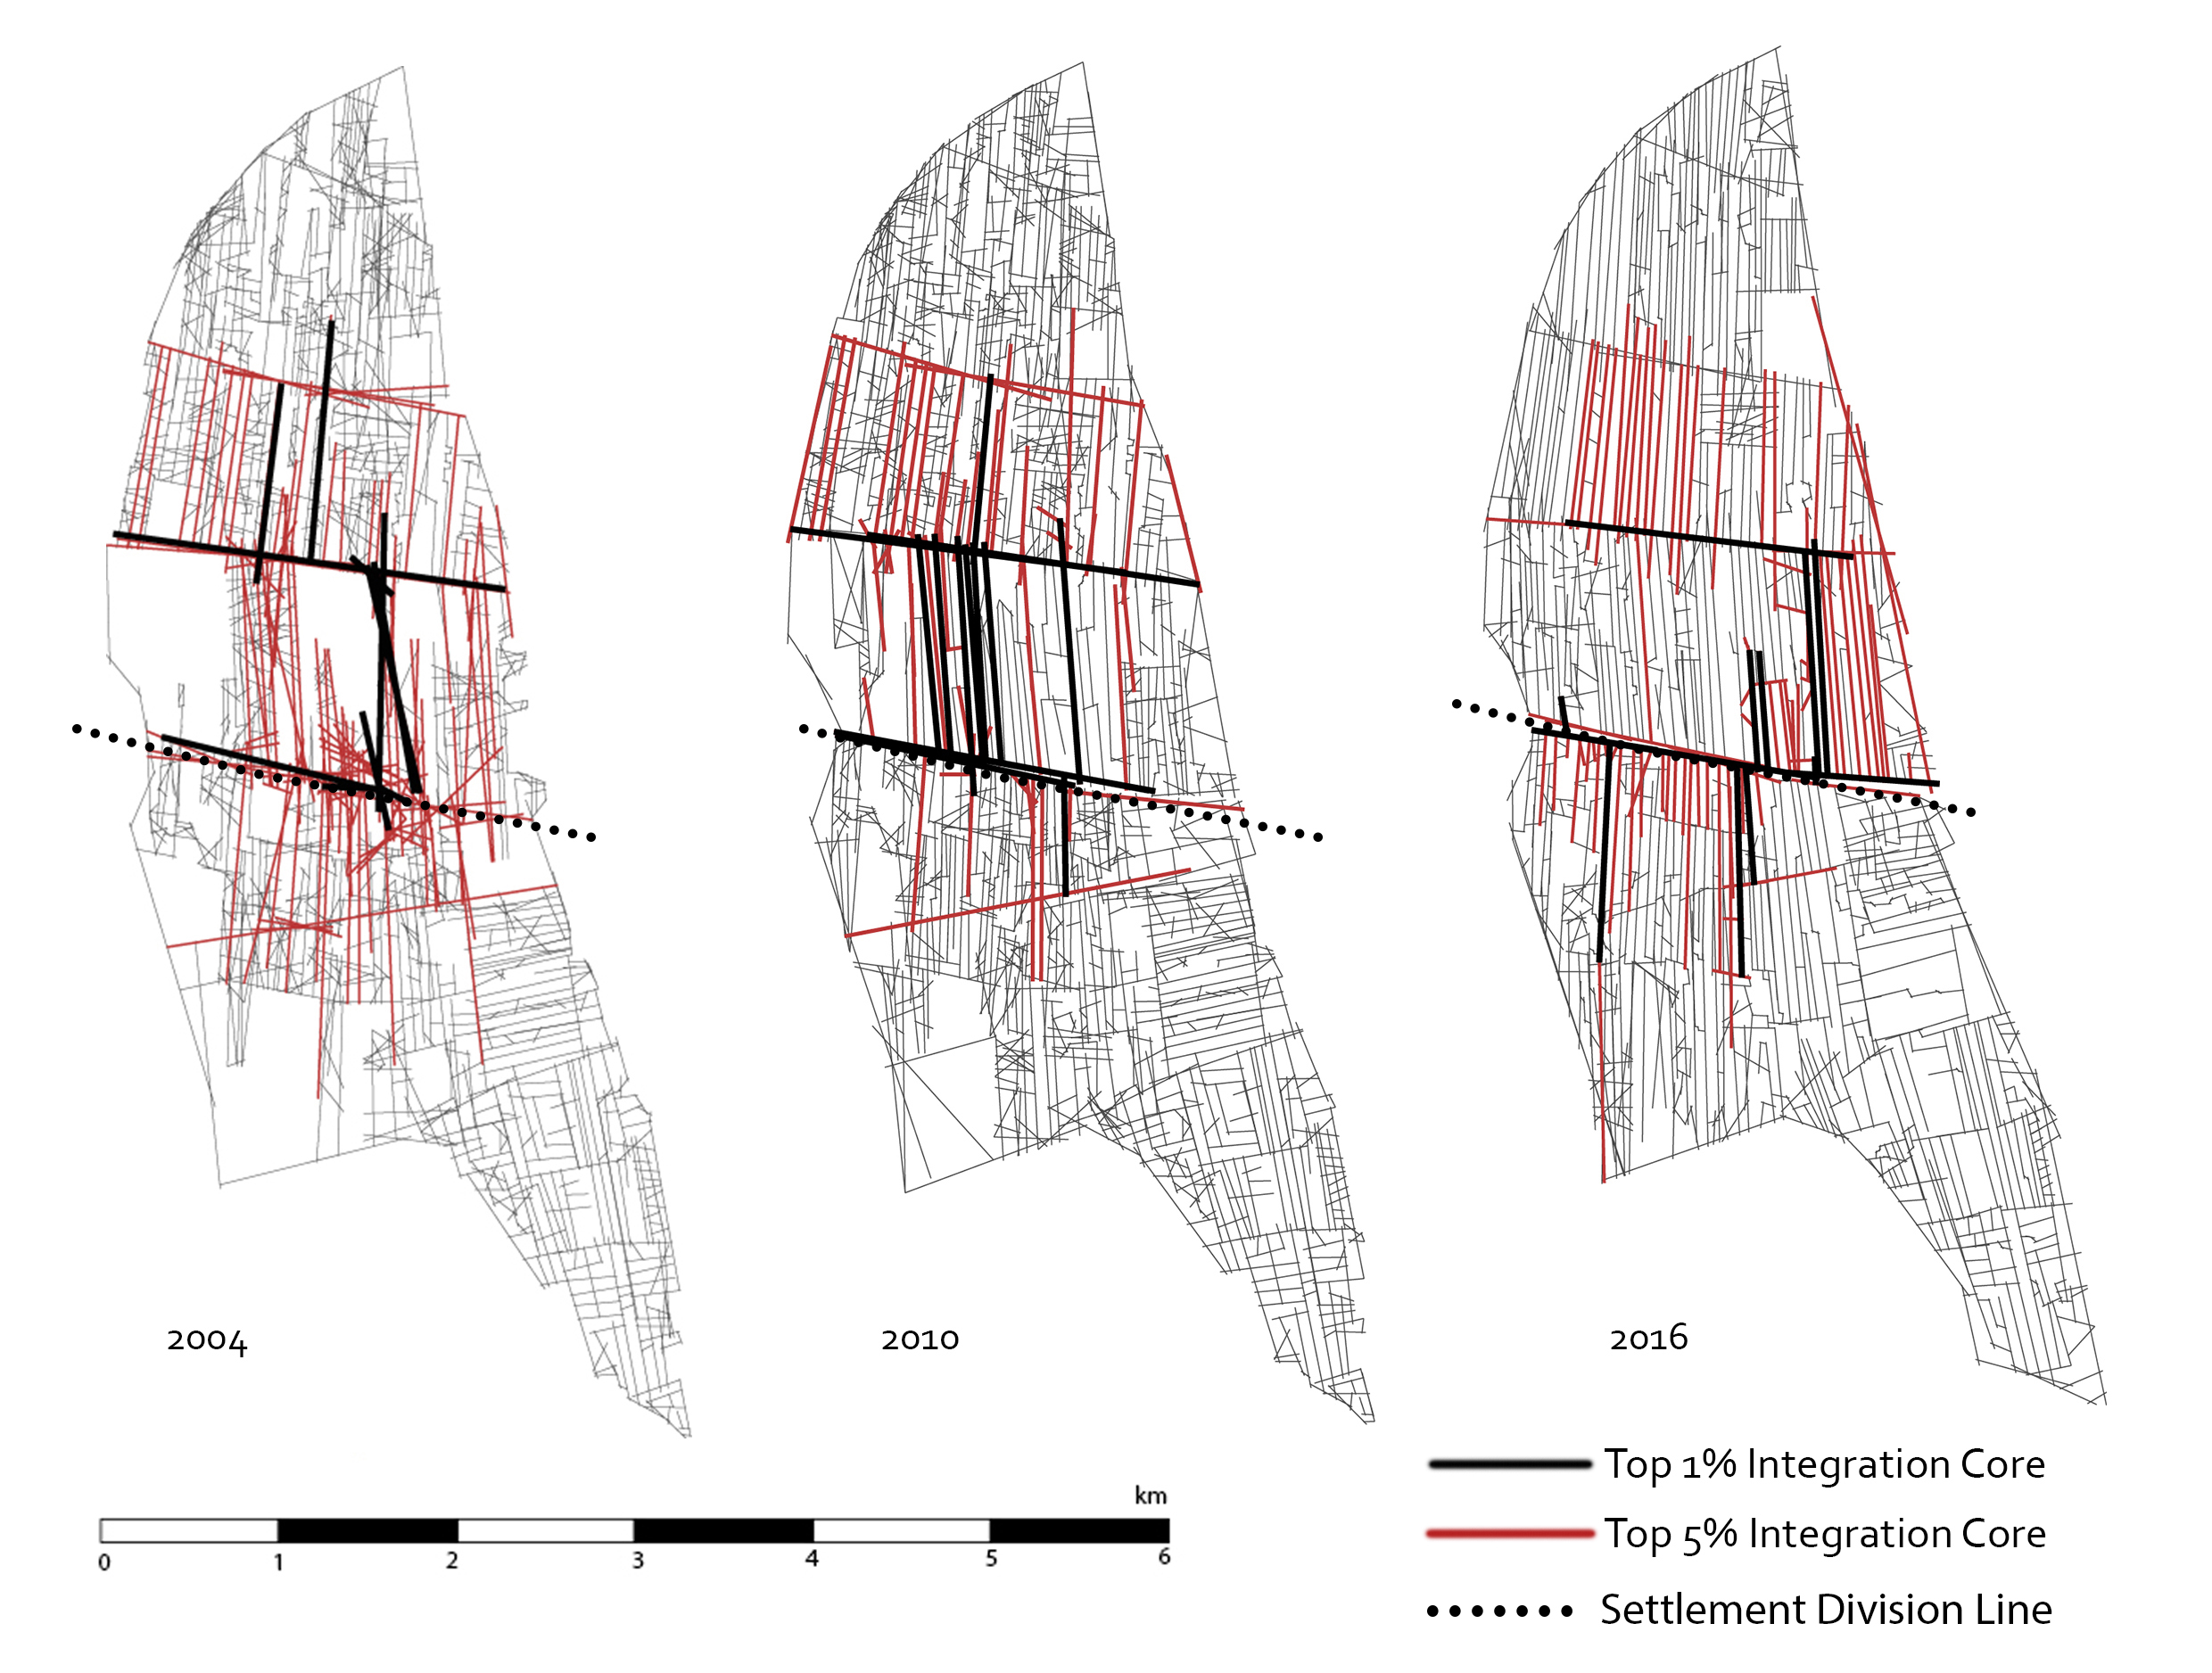 2004
2010
2016
km
0 1 2 3 4 5 6
Top 1% Integration Core
Top 5% Integration Core
Settlement Division Line